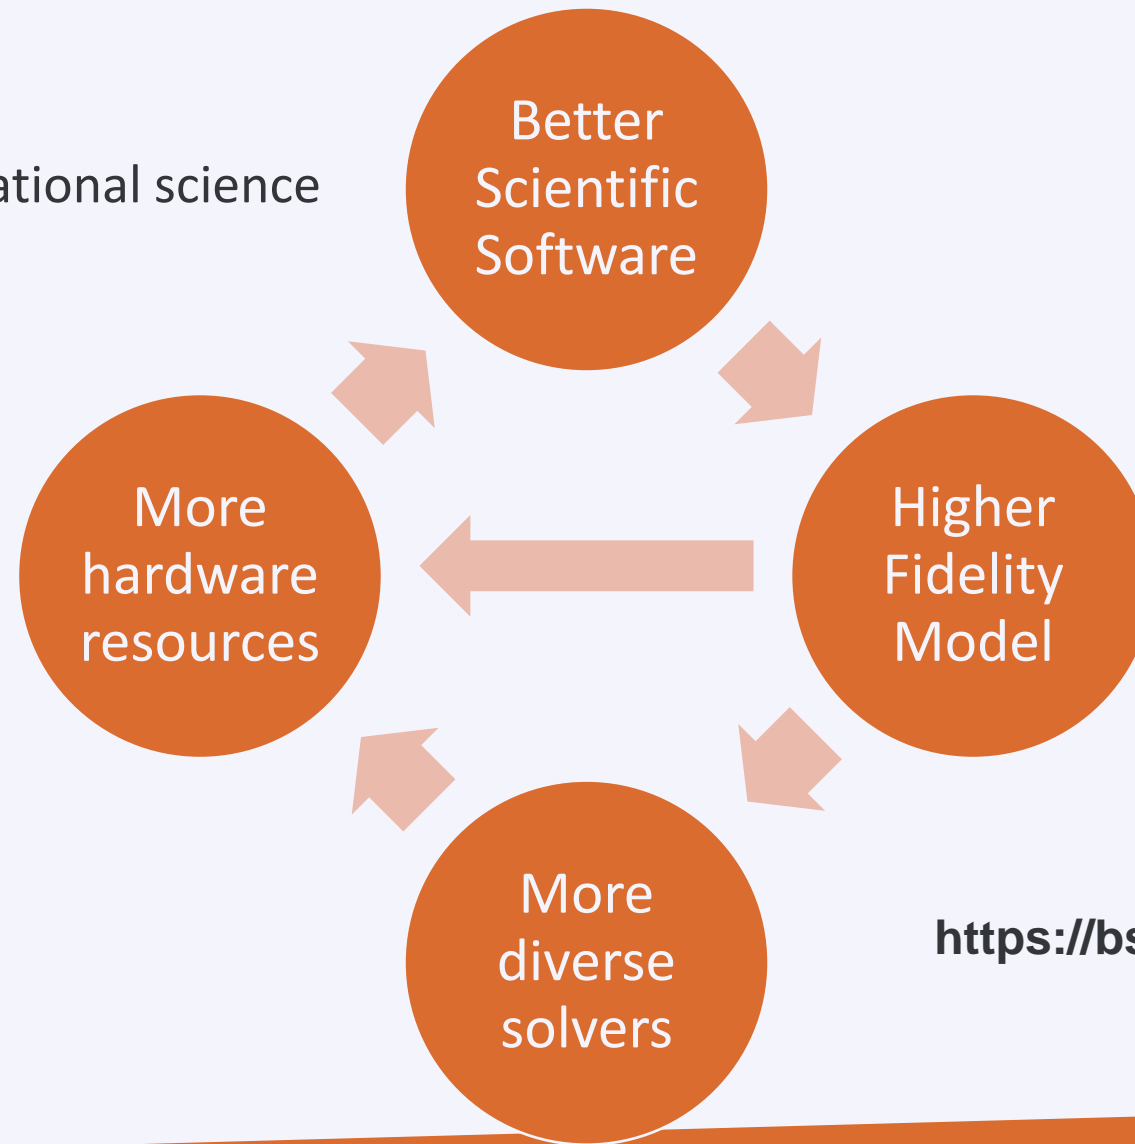 Better
Scientific
Software
ational science
More
hardware
resources
Higher
Fidelity
Model
More
diverse
solvers
https://bs